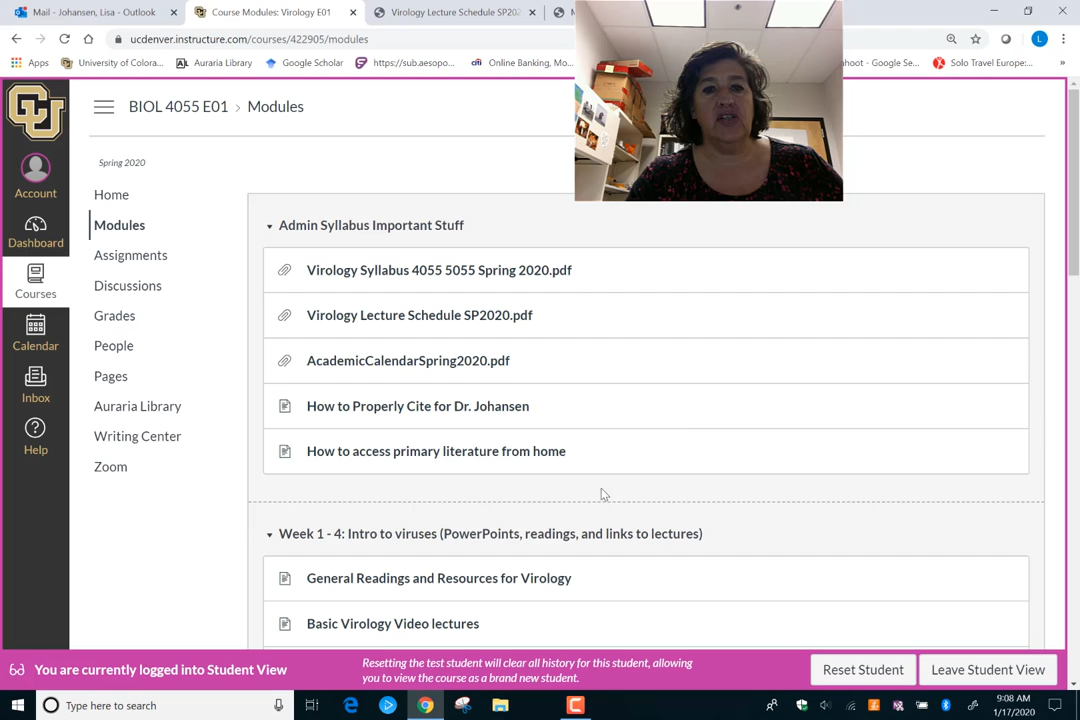 Mail - Johansen, Lisa - Outlook
Course Modules: Virology E01
Virology Lecture Schedule SP202
ucdenver.instructure.com/courses/422905/modules
L
Apps
University of Colora...
Auraria Library
Google Scholar
https://sub.aesopo...
Online Banking, Mo...
ahoot - Google Se...
Solo Travel Europe:...
»
CU
BIOL 4055 E01 › Modules
Spring 2020
Account
Dashboard
Courses
Calendar
Inbox
Help
Home
Modules
Assignments
Discussions
Grades
People
Pages
Auraria Library
Writing Center
Zoom
Admin Syllabus Important Stuff
Virology Syllabus 4055 5055 Spring 2020.pdf
Virology Lecture Schedule SP2020.pdf
AcademicCalendarSpring2020.pdf
How to Properly Cite for Dr. Johansen
How to access primary literature from home
Week 1 - 4: Intro to viruses (PowerPoints, readings, and links to lectures)
General Readings and Resources for Virology
Basic Virology Video lectures
You are currently logged into Student View
Resetting the test student will clear all history for this student, allowing
you to view the course as a brand new student.
Reset Student
Leave Student View
Type here to search
9:08 AM
1/17/2020